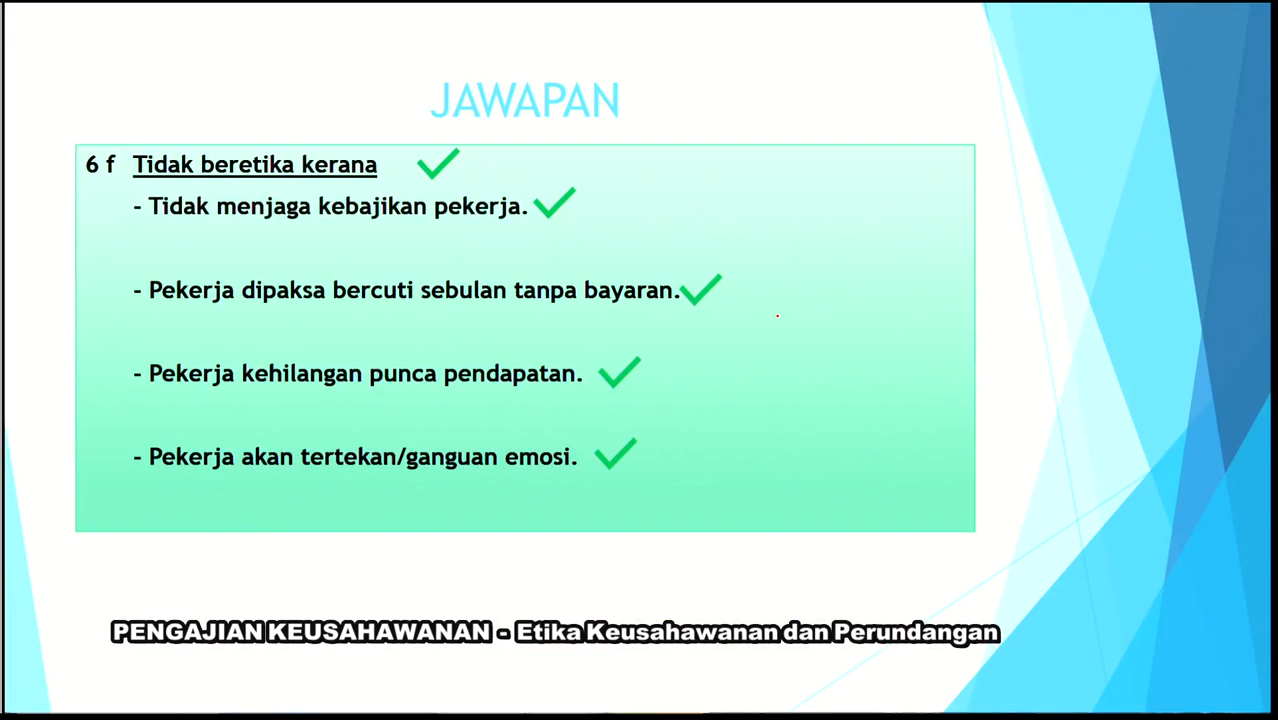 JAWAPAN
6 f Tidak beretika kerana
- Tidak menjaga kebajikan pekerja.
- Pekerja dipaksa bercuti sebulan tanpa bayaran.
- Pekerja kehilangan punca pendapatan.
- Pekerja akan tertekan/ganguan emosi.
PENGAJIAN KEUSAHAWANAN - Etika Keusahawanan dan Perundangan